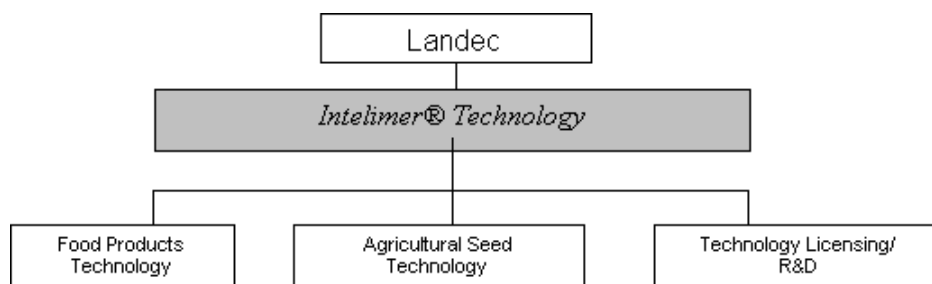 Landec
Intelimer® Technology
Food Products
Technology
Agricultural Seed
Technology
Technology Licensing/
R&D